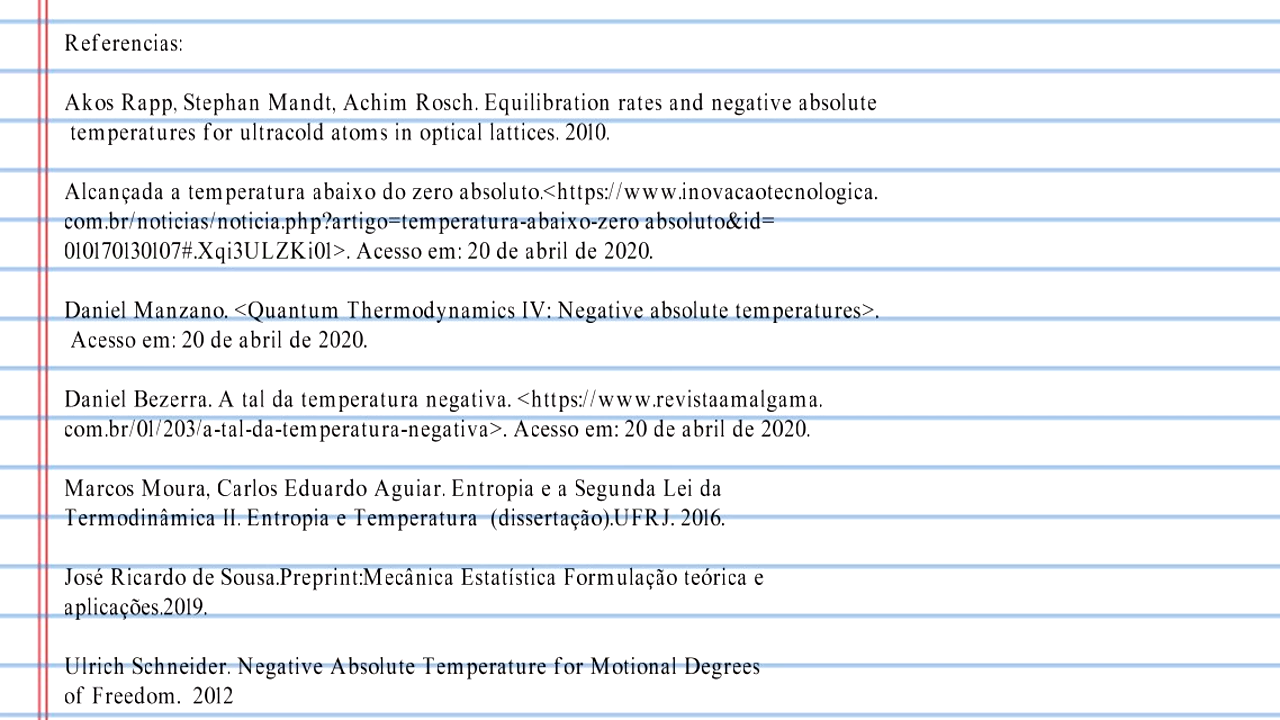 Referencias:
Akos Rapp, Stephan Mandt, Achim Rosch. Equilibration rates and negative absolute
temperatures for ultracold atoms in optical lattices. 2010.
Alcançada a temperatura abaixo do zero absoluto.<https://www.inovacaotecnologica.
com.br/noticias/noticia.php?artigo=temperatura-abaixo-zero absoluto&id=
010170130107#.Xqi3ULZKi01>. Acesso em: 20 de abril de 2020.
Daniel Manzano. <Quantum Thermodynamics IV: Negative absolute temperatures>.
Acesso em: 20 de abril de 2020.
Daniel Bezerra. A tal da temperatura negativa. <https://www.revistaamalgama.
com.br/01/203/a-tal-da-temperatura-negativa>. Acesso em: 20 de abril de 2020.
Marcos Moura, Carlos Eduardo Aguiar. Entropia e a Segunda Lei da
Termodinâmica II. Entropia e Temperatura (dissertação).UFRJ. 2016.
José Ricardo de Sousa.Preprint:Mecânica Estatística Formulação teórica e
aplicações.2019.
Ulrich Schneider. Negative Absolute Temperature for Motional Degrees
of Freedom. 2012